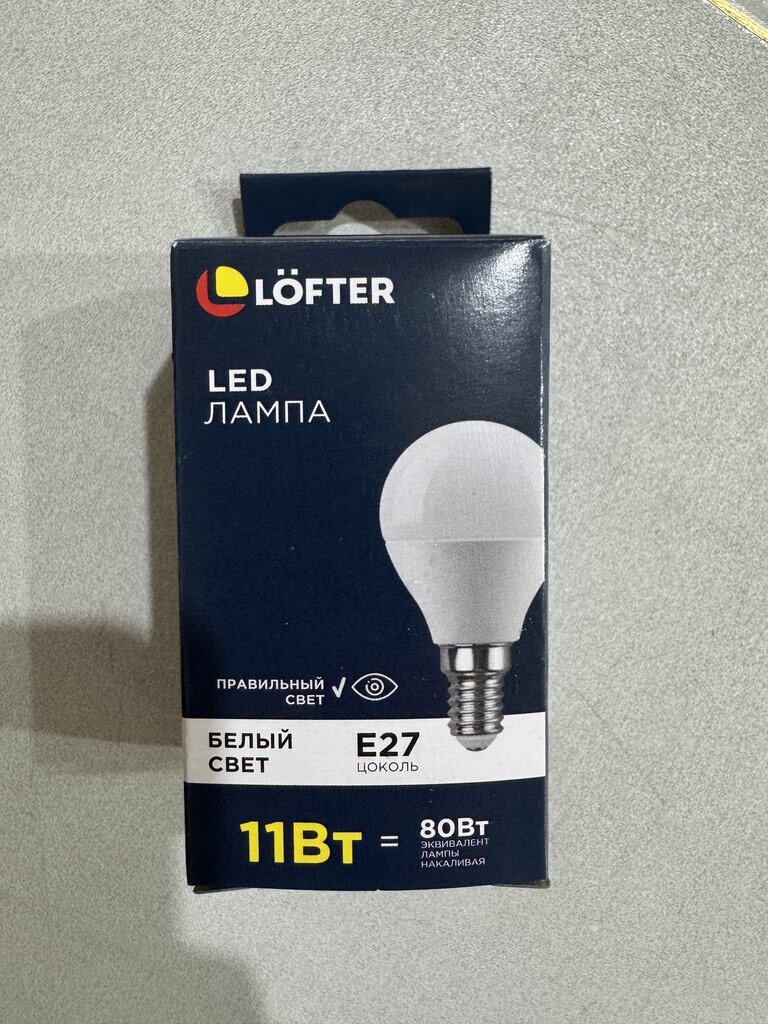 LÖFTER
LED
ЛАМПА
ПРАВИЛЬНЫЙ
СВЕТ
БЕЛЫЙ
СВЕТ
E27
ЦОКОЛЬ
11Вт = 80Вт
ЭКВИВАЛЕНТ
ЛАМПЫ
НАКАЛИВАЯ